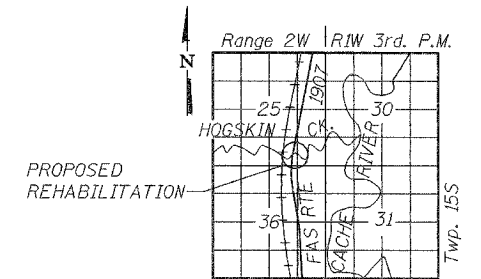 Range 2W R1W 3rd. P.M.
N
25
30
HOGSKIN CK.
PROPOSED
REHABILITATION
36
31
FAS RTE 1907
CACHE RIVER
Twp. 15S